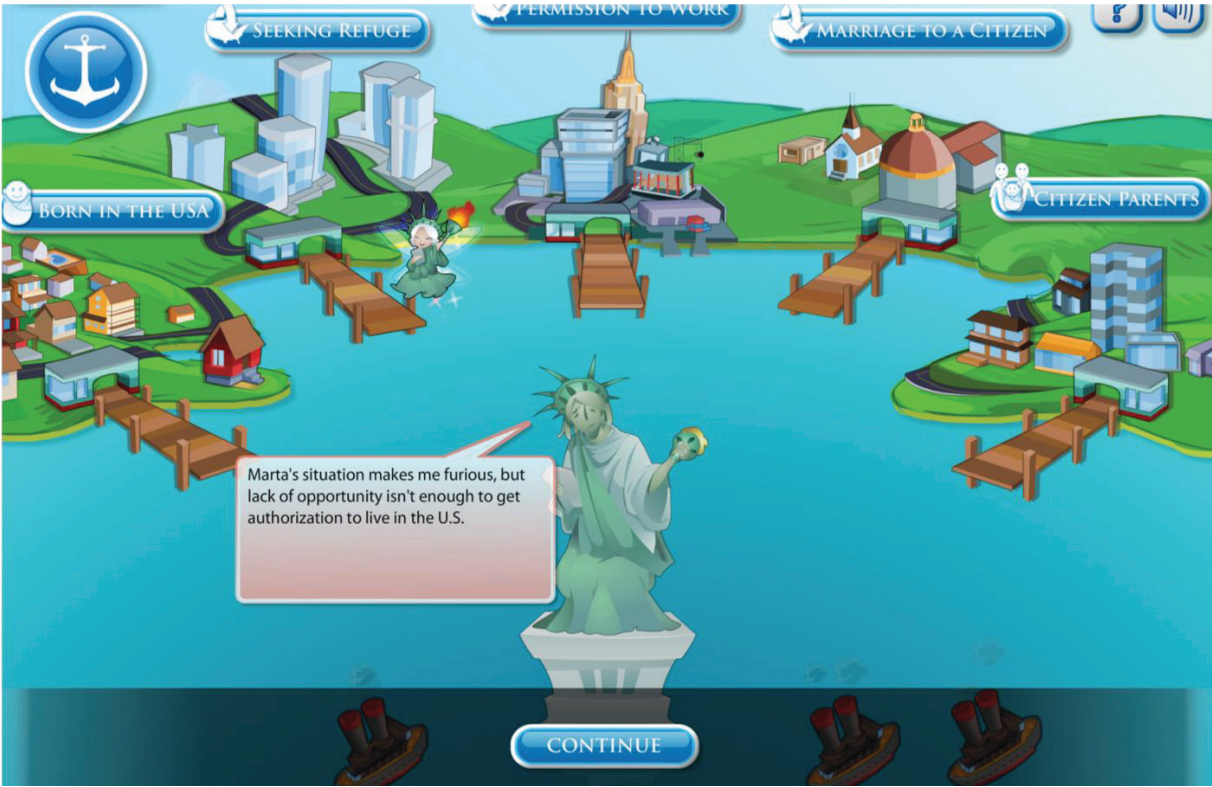 SEEKING REFUGE
PERMISSION TO WORK
MARRIAGE TO A CITIZEN
?
BORN IN THE USA
CITIZEN PARENTS
Marta's situation makes me furious, but
lack of opportunity isn't enough to get
authorization to live in the U.S.
CONTINUE